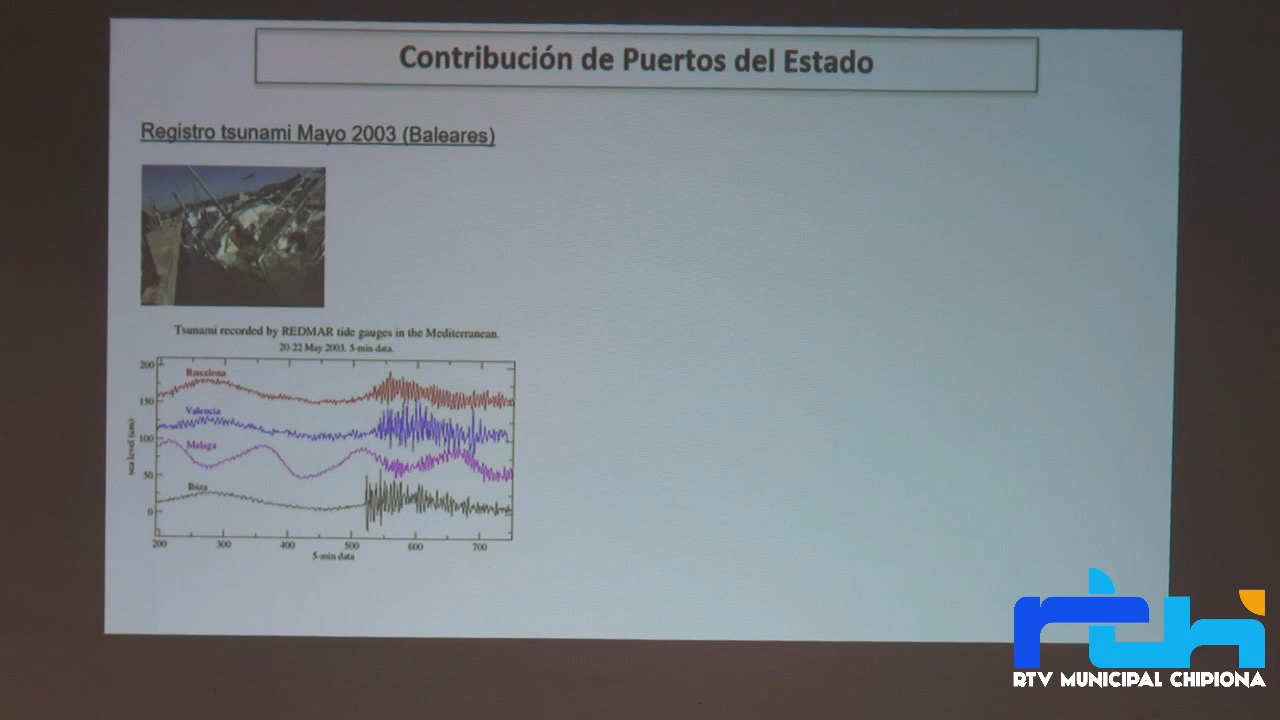 Contribución de Puertos del Estado
Registro tsunami Mayo 2003 (Baleares)
Tsunami recorded by REDMAR tide gauges in the Mediterranean.
20-22 May 2003. 5-min data.
200
150
100
50
0
sea level (cm)
Barcelona
Valencia
Malaga
Ibiza
200 300 400 500 600 700
5-min data
rtv chi
RTV MUNICIPAL CHIPIONA